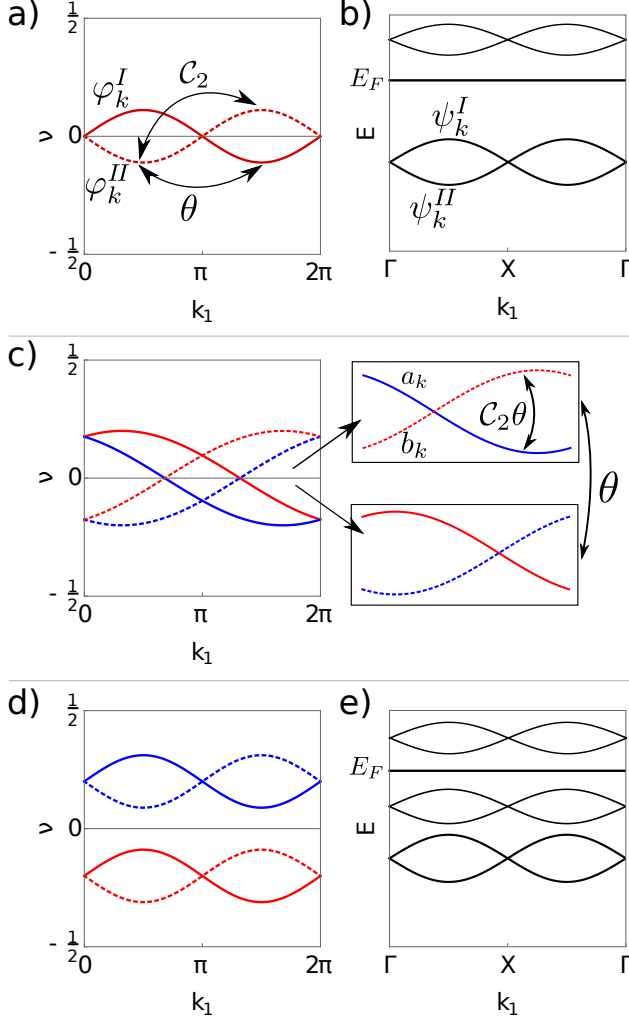 a)
1/2
ν
0
- 1/2
φ_k^I
C_2
φ_k^II
θ
0 π 2π
k_1
b)
E_F
E
ψ_k^I
ψ_k^II
Γ X Γ
k_1
c)
1/2
ν
0
- 1/2
0 π 2π
k_1
a_k
b_k
C_2θ
θ
d)
1/2
ν
0
- 1/2
0 π 2π
k_1
e)
E_F
E
Γ X Γ
k_1